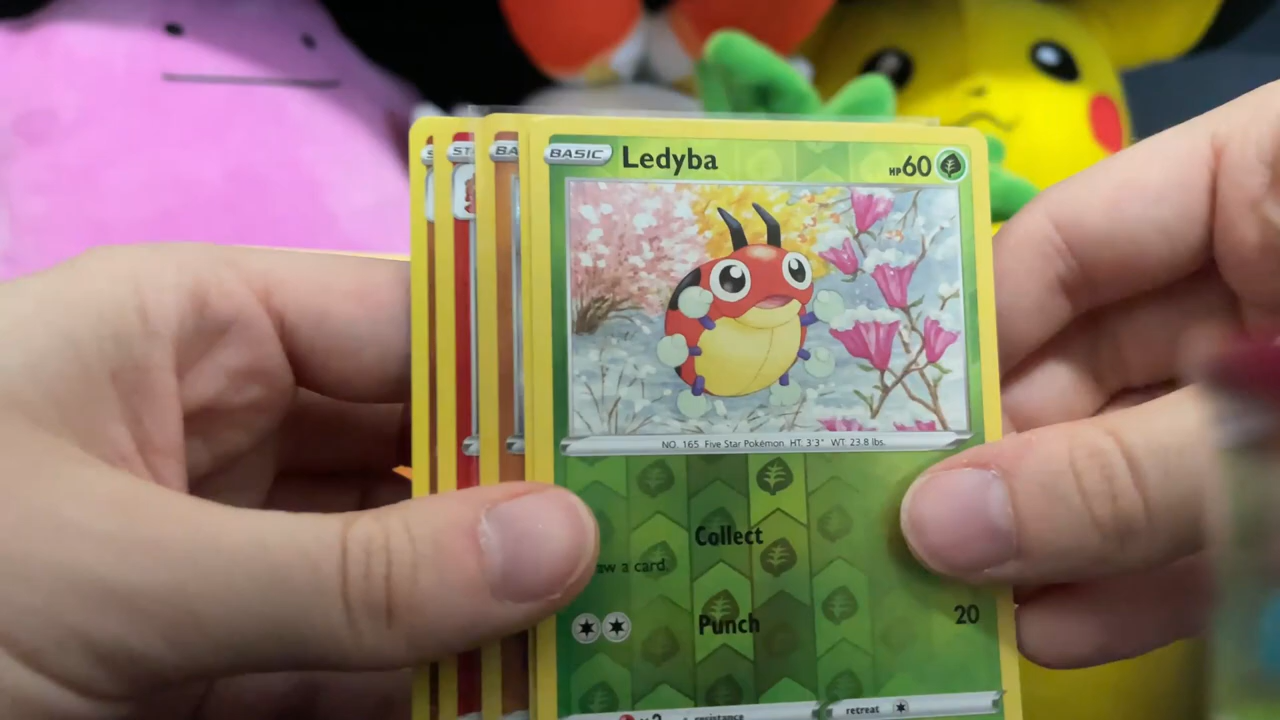 BASIC Ledyba HP60
NO. 165 Five Star Pokémon. HT: 3'3" WT: 23.8 lbs.
Collect
a card.
Punch 20
resistance retreat